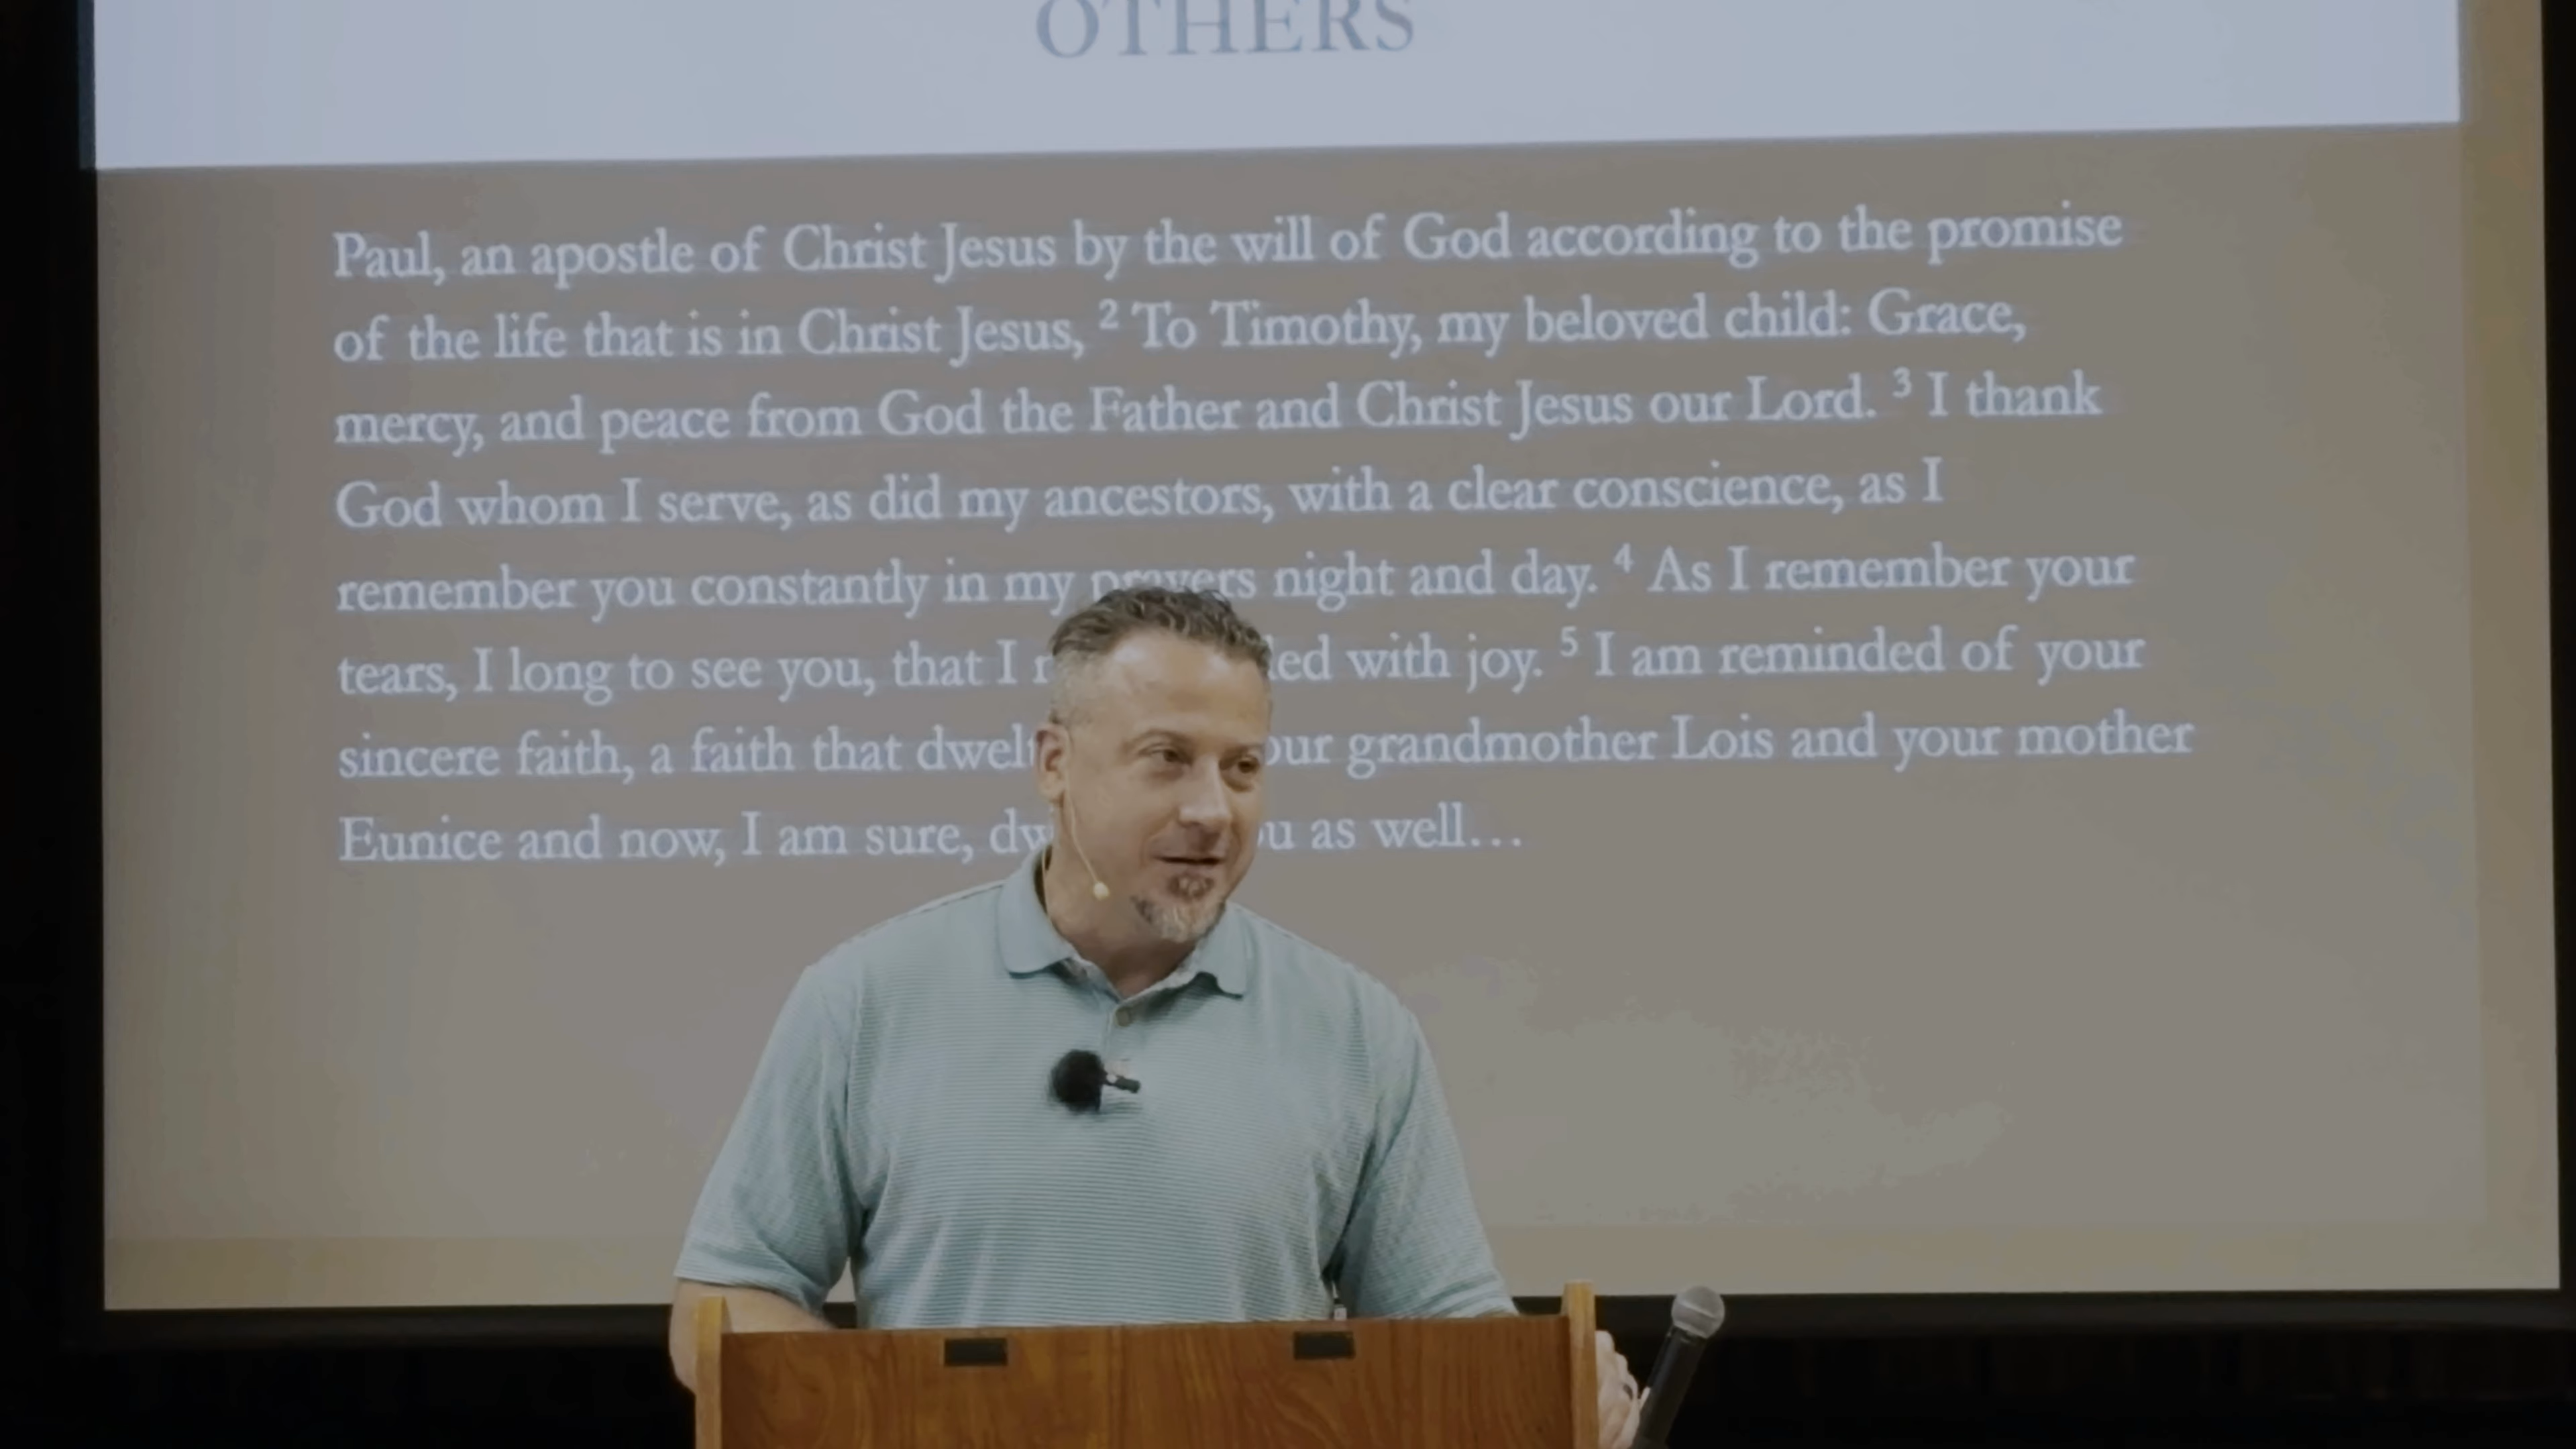 OTHERS
Paul, an apostle of Christ Jesus by the will of God according to the promise
of the life that is in Christ Jesus, ² To Timothy, my beloved child: Grace,
mercy, and peace from God the Father and Christ Jesus our Lord. ³ I thank
God whom I serve, as did my ancestors, with a clear conscience, as I
remember you constantly in my prayers night and day. ⁴ As I remember your
tears, I long to see you, that I with joy. ⁵ I am reminded of your
sincere faith, a faith that grandmother Lois and your mother
Eunice and now, I am sure, as well…